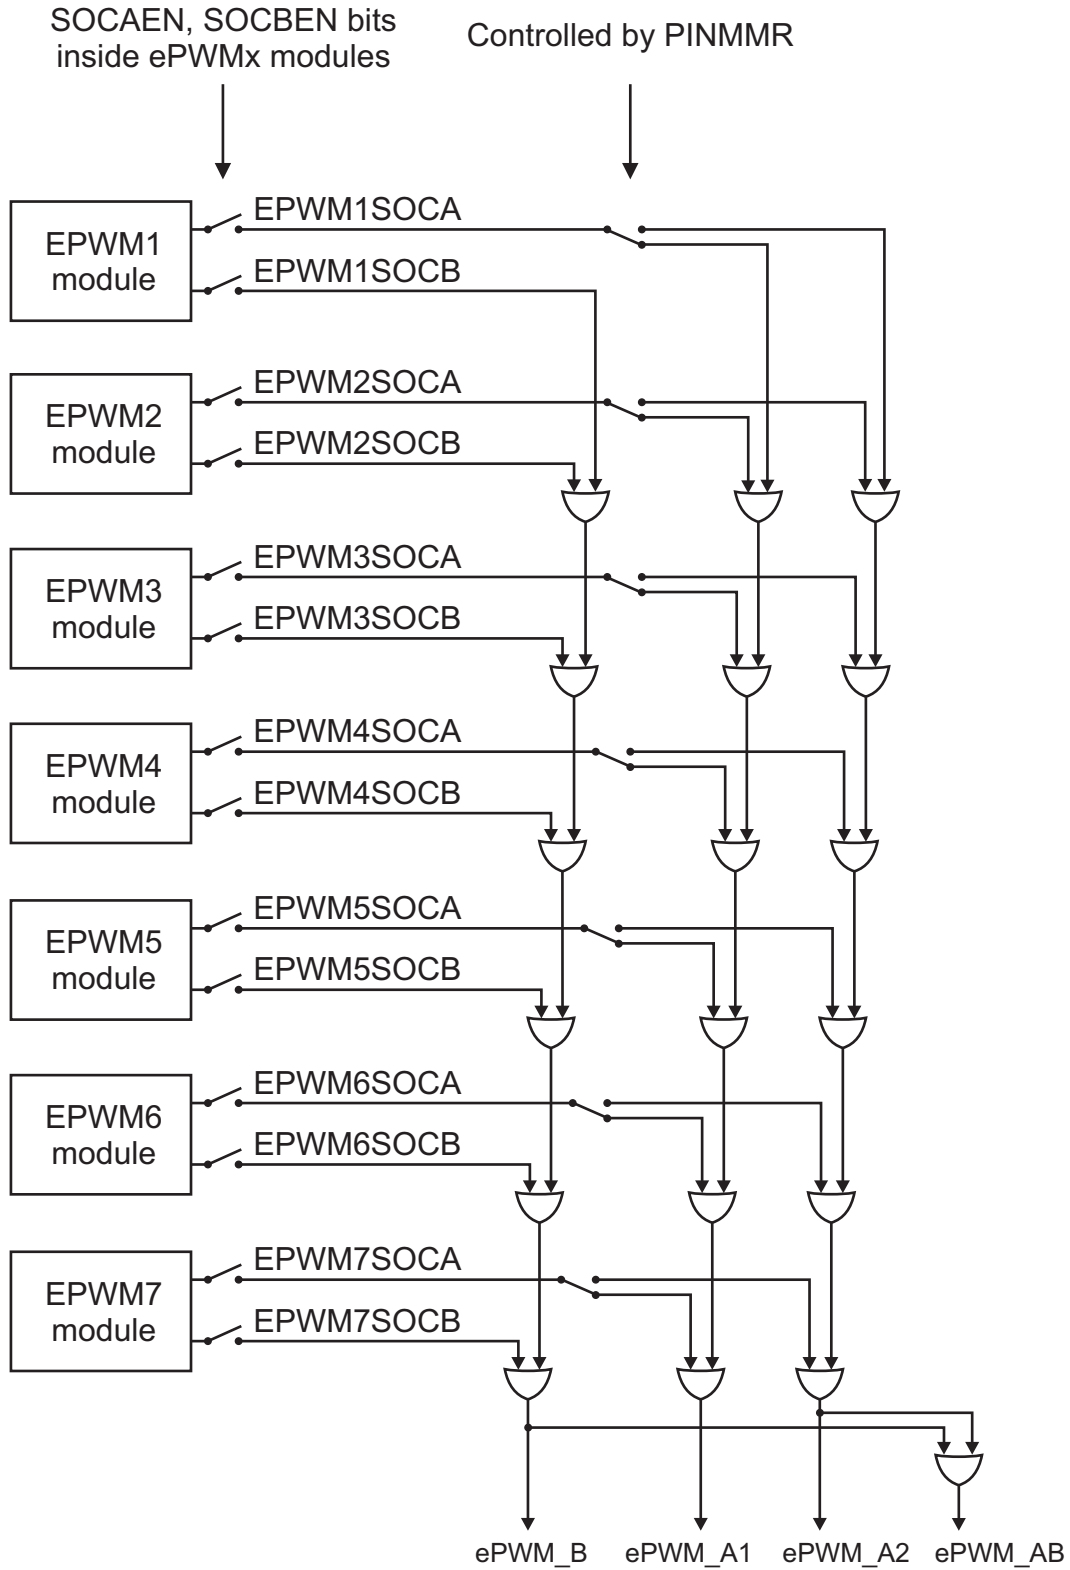 SOCAEN, SOCBEN bits
inside ePWMx modules
Controlled by PINMMR
EPWM1
module
EPWM1SOCA
EPWM1SOCB
EPWM2
module
EPWM2SOCA
EPWM2SOCB
EPWM3
module
EPWM3SOCA
EPWM3SOCB
EPWM4
module
EPWM4SOCA
EPWM4SOCB
EPWM5
module
EPWM5SOCA
EPWM5SOCB
EPWM6
module
EPWM6SOCA
EPWM6SOCB
EPWM7
module
EPWM7SOCA
EPWM7SOCB
ePWM_B
ePWM_A1
ePWM_A2
ePWM_AB